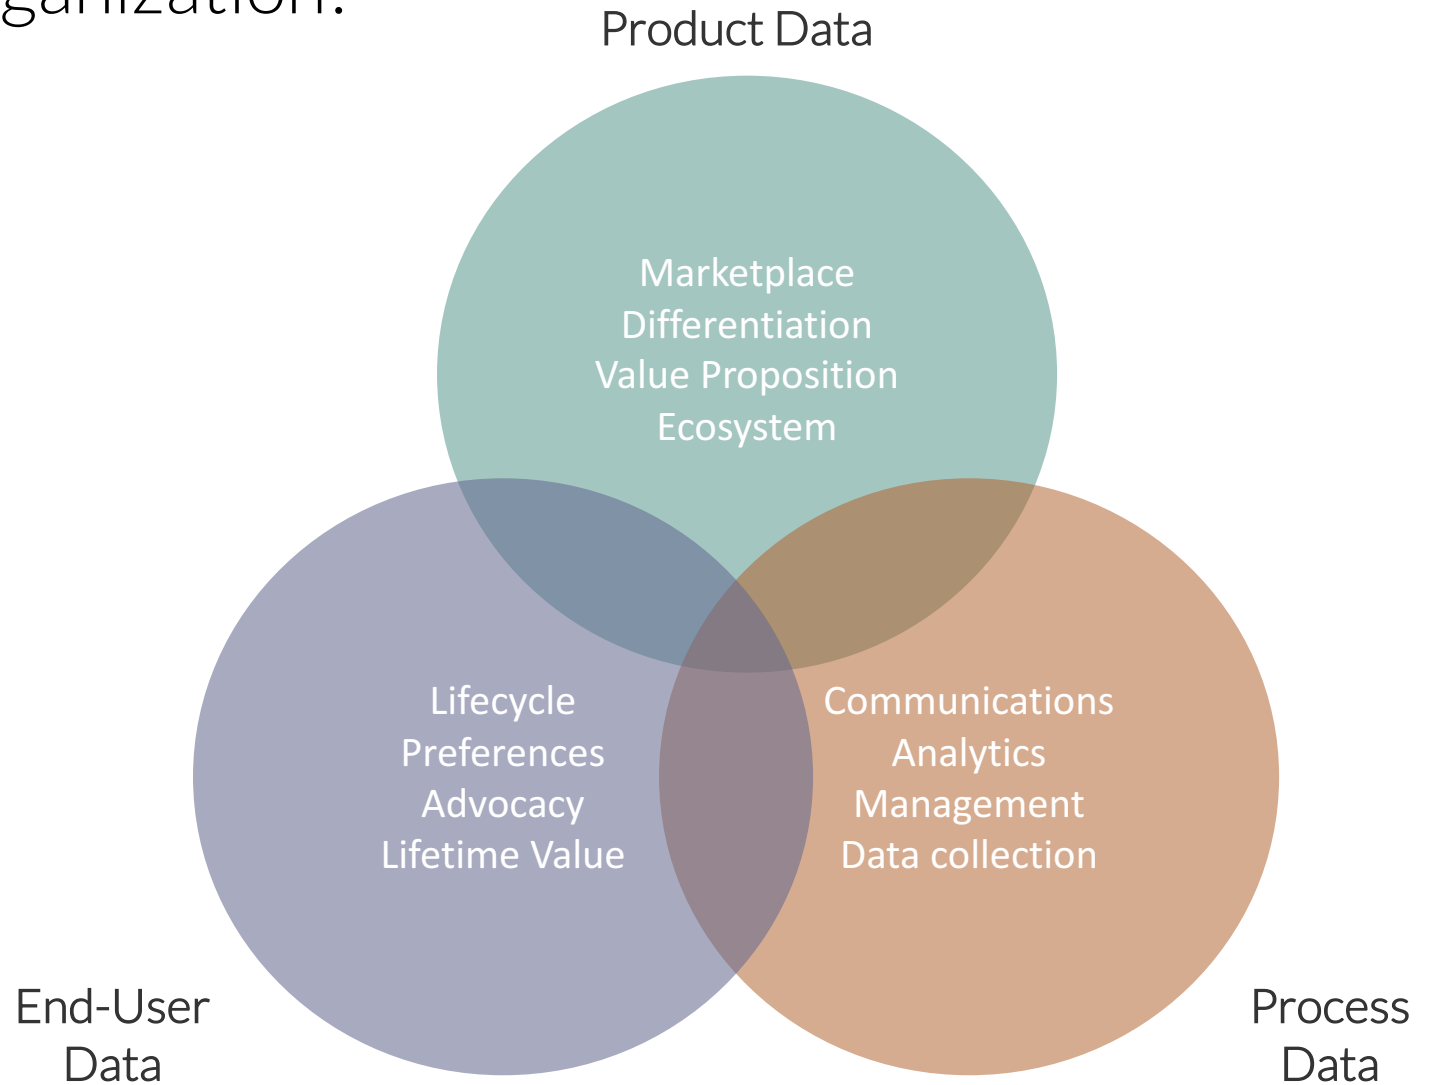 ganization?
Product Data
Marketplace
Differentiation
Value Proposition
Ecosystem
Lifecycle
Preferences
Advocacy
Lifetime Value
Communications
Analytics
Management
Data collection
End-User
Data
Process
Data